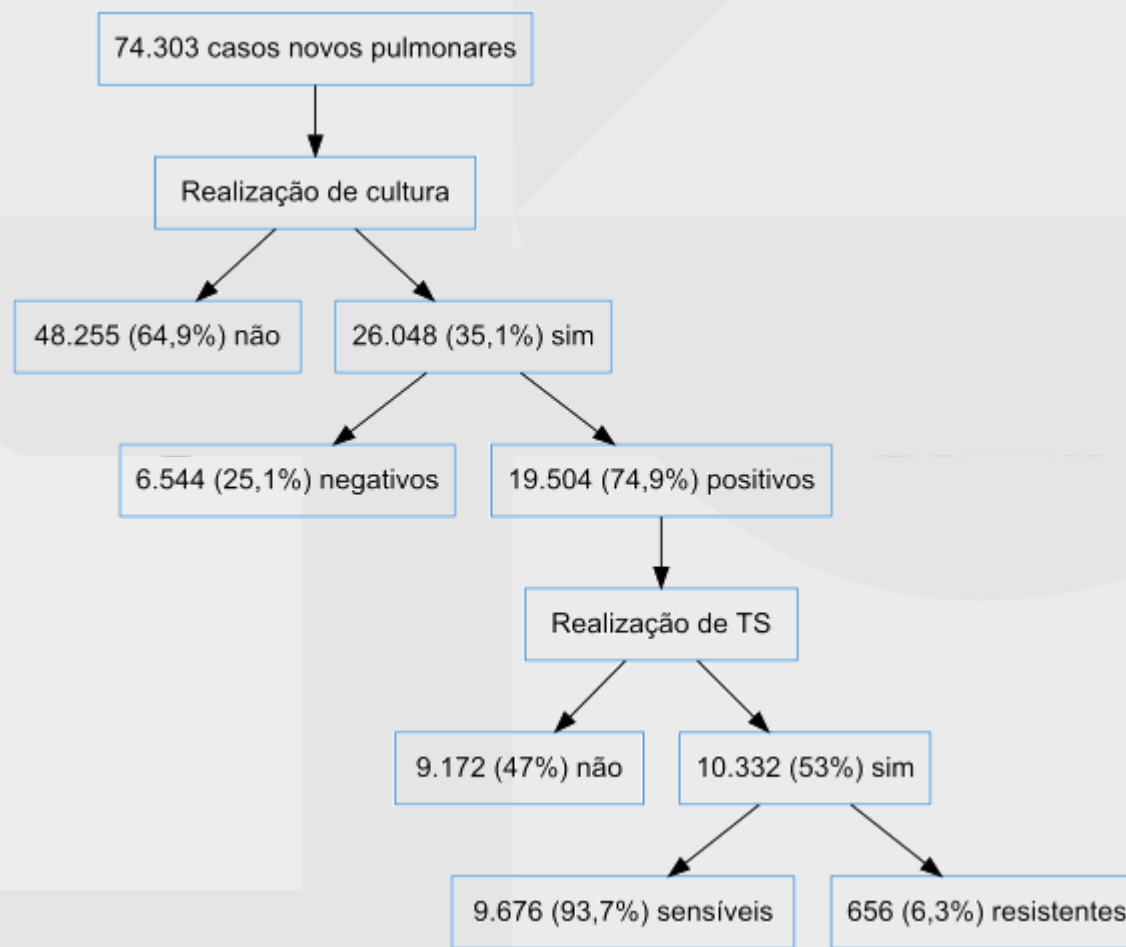 74.303 casos novos pulmonares
Realização de cultura
48.255 (64,9%) não
26.048 (35,1%) sim
6.544 (25,1%) negativos
19.504 (74,9%) positivos
Realização de TS
9.172 (47%) não
10.332 (53%) sim
9.676 (93,7%) sensíveis
656 (6,3%) resistentes